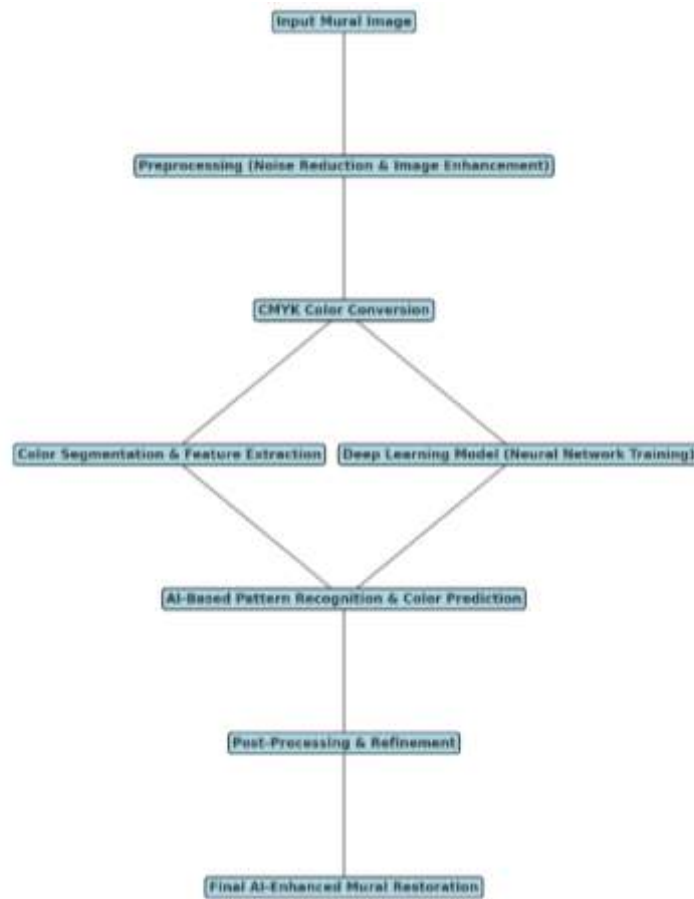 Input Mural Image
Preprocessing (Noise Reduction & Image Enhancement)
CMYK Color Conversion
Color Segmentation & Feature Extraction
Deep Learning Model (Neural Network Training)
AI-Based Pattern Recognition & Color Prediction
Post-Processing & Refinement
Final AI-Enhanced Mural Restoration